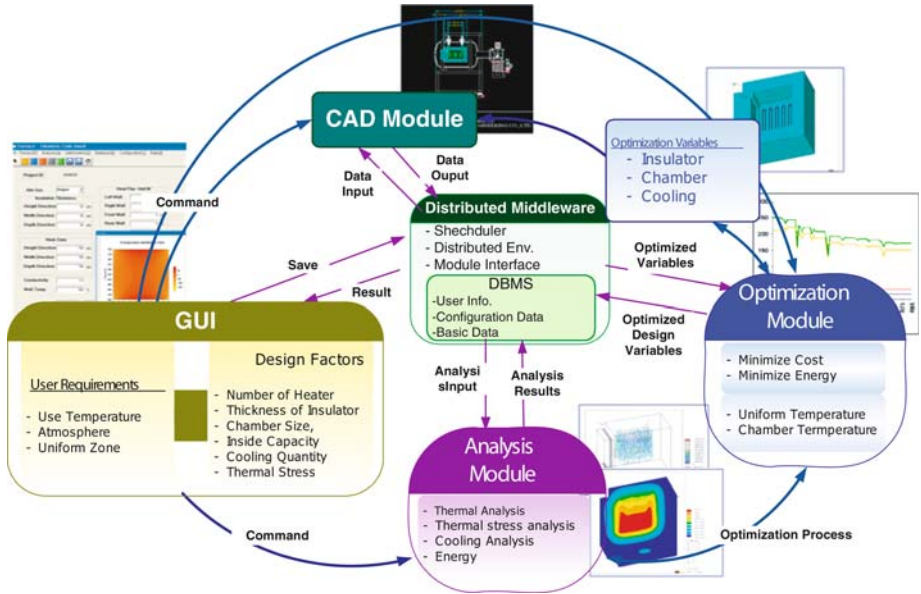 CAD Module
Optimization Variables
- Insulator
- Chamber
- Cooling
Project ID
Command
Data
Input
Data
Ouput
Distributed Middleware
- Shechduler
- Distributed Env.
- Module Interface
DBMS
-User Info.
-Configuration Data
-Basic Data
Save
Result
Optimized
Variables
Optimized
Design
Variables
Optimization
Module
- Minimize Cost
- Minimize Energy
- Uniform Temperature
- Chamber Termperature
GUI
User Requirements
- Use Temperature
- Atmosphere
- Uniform Zone
Design Factors
- Number of Heater
- Thickness of Insulator
- Chamber Size,
- Inside Capacity
- Cooling Quantity
- Thermal Stress
Analysi
sInput
Analysis
Results
Analysis
Module
- Thermal Analysis
- Thermal stress analysis
- Cooling Analysis
- Energy
Command
Optimization Process